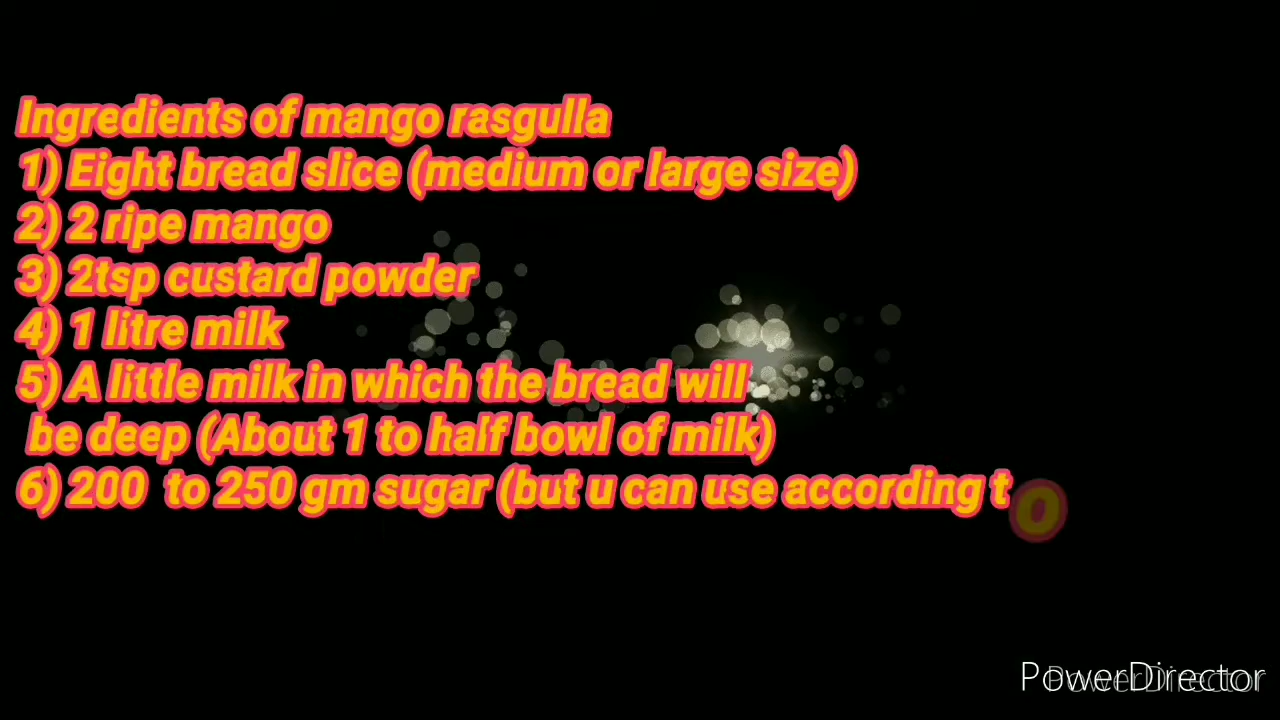 Ingredients of mango rasgulla
1) Eight bread slice (medium or large size)
2) 2 ripe mango
3) 2tsp custard powder
4) 1 litre milk
5) A little milk in which the bread will
be deep (About 1 to half bowl of milk)
6) 200 to 250 gm sugar (but u can use according to
PowerDirector